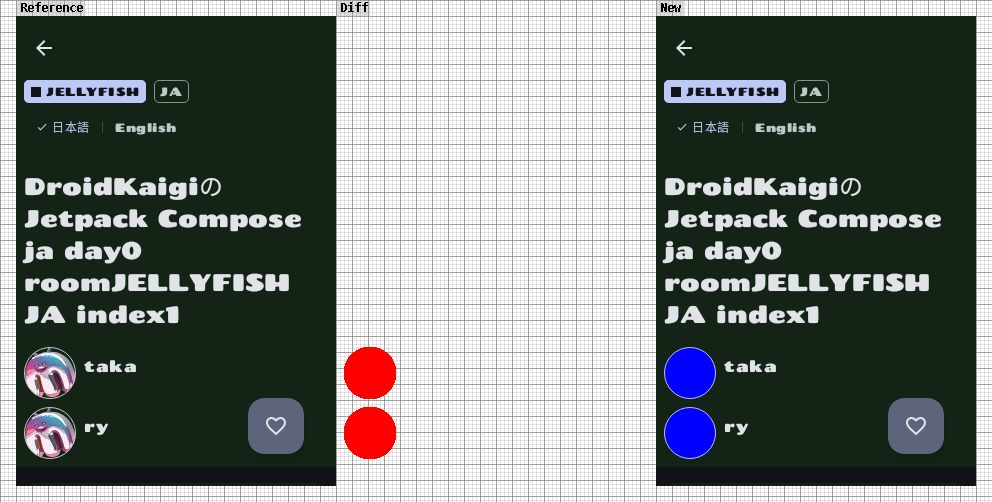 Reference
Diff
New
JELLYFISH JA
日本語 English
DroidKaigiの
Jetpack Compose
ja day0
roomJELLYFISH
JA index1
taka
ry
JELLYFISH JA
日本語 English
DroidKaigiの
Jetpack Compose
ja day0
roomJELLYFISH
JA index1
taka
ry